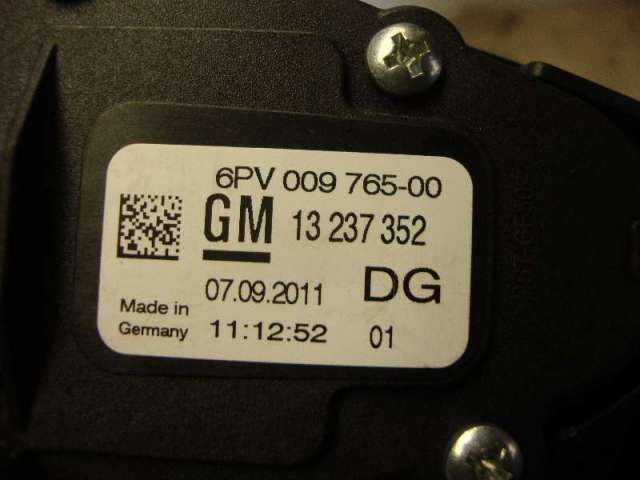 6PV 009 765-00
GM 13 237 352
07.09.2011 DG
Made in
Germany 11:12:52 01